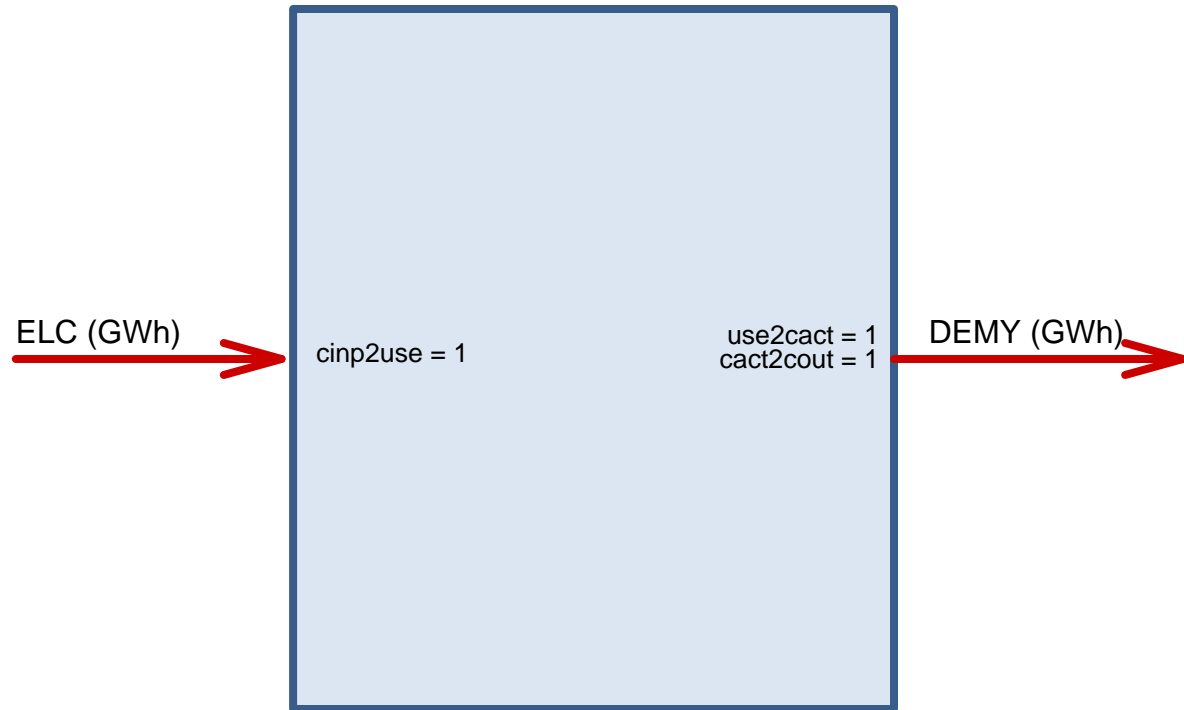 ELC (GWh)
cinp2use = 1
use2cact = 1
cact2cout = 1
DEMY (GWh)